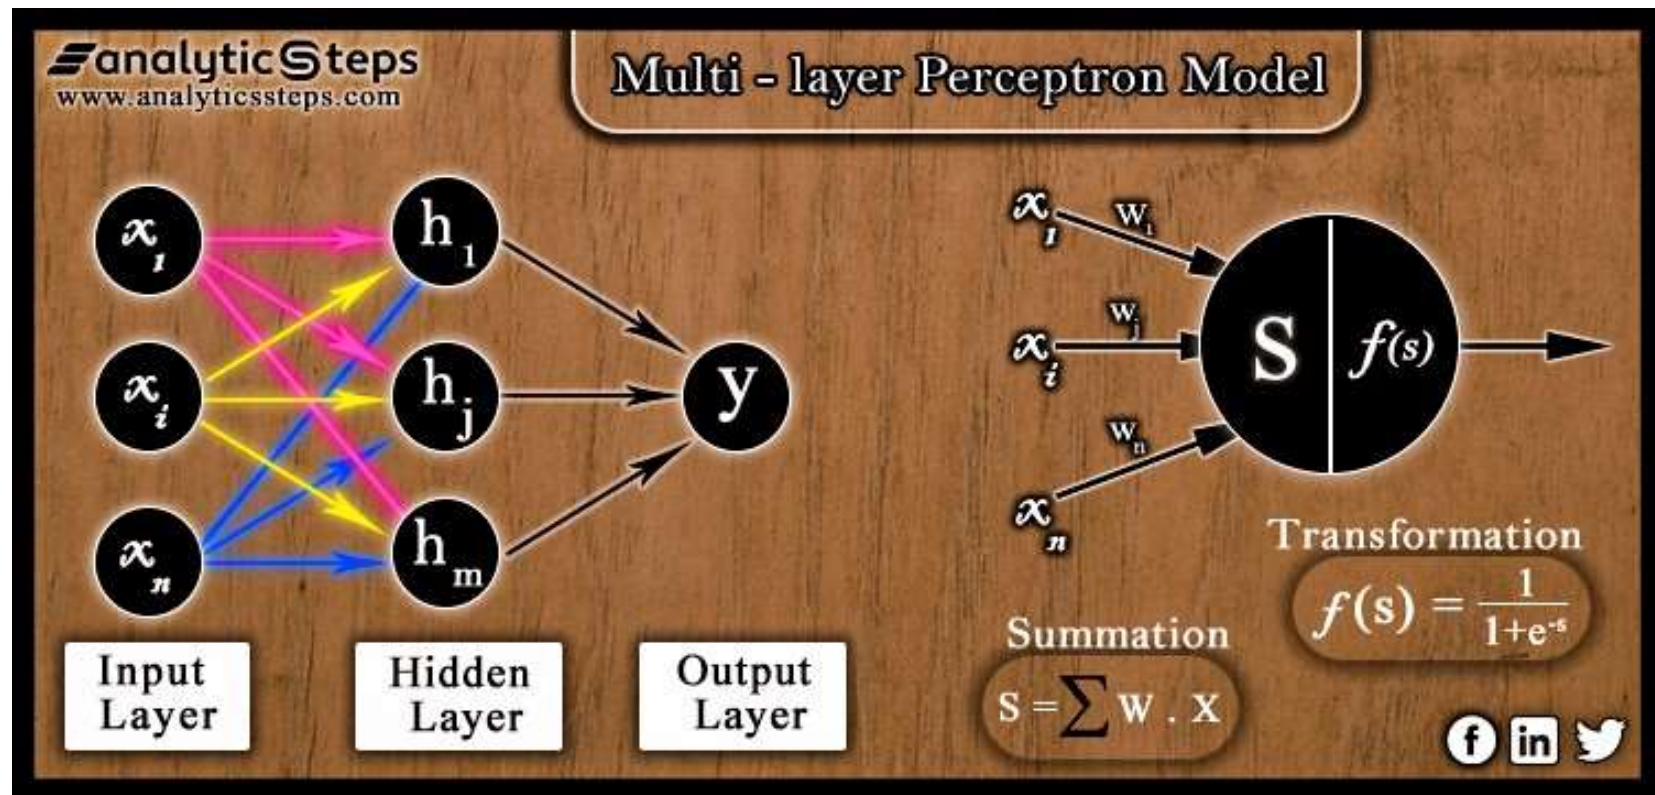 analyticSteps
www.analyticssteps.com
Multi - layer Perceptron Model
x1
xi
xn
h1
hj
hm
y
Input
Layer
Hidden
Layer
Output
Layer
x1
w1
xi
wj
xn
wn
S
f(s)
Summation
S = ∑ w . x
Transformation
f(s) = 1/1+e^-s
f
in